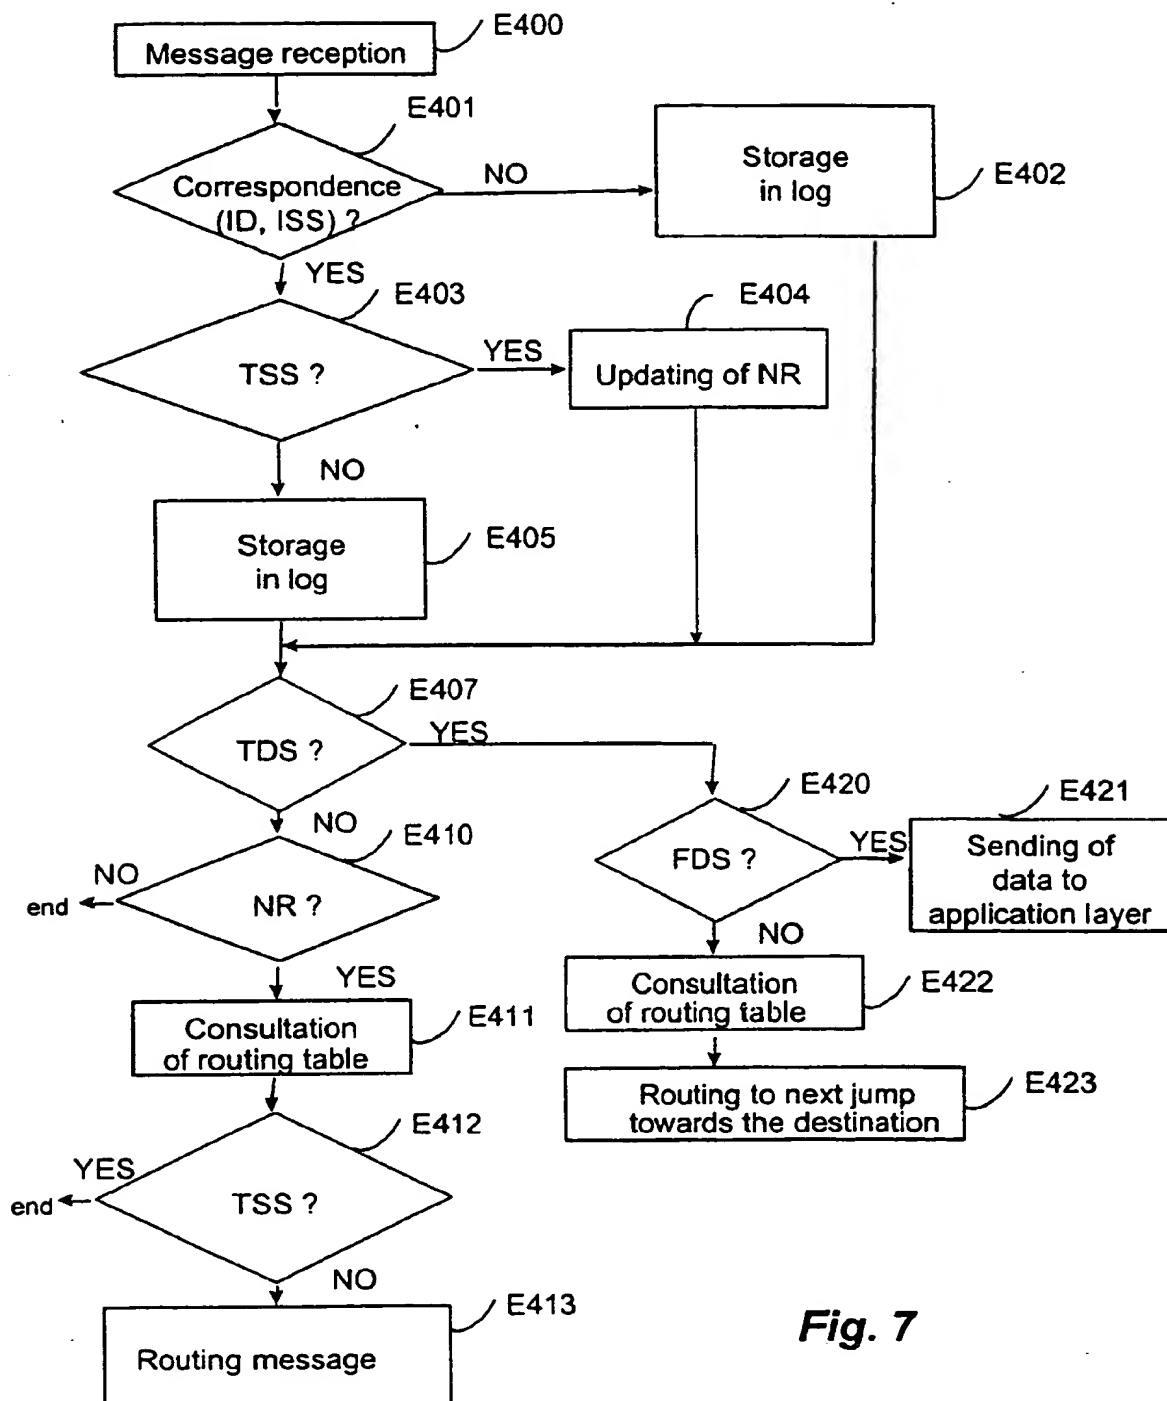 E400
Message reception
E401
Correspondence
(ID, ISS) ?
NO
Storage
in log
E402
YES
E403
TSS ?
YES
E404
Updating of NR
NO
Storage
in log
E405
E407
TDS ?
YES
NO
E410
NR ?
NO
end
YES
E420
FDS ?
YES
E421
Sending of
data to
application layer
NO
Consultation
of routing table
E422
Routing to next jump
towards the destination
E423
Consultation
of routing table
E411
E412
TSS ?
YES
end
NO
E413
Routing message
Fig. 7